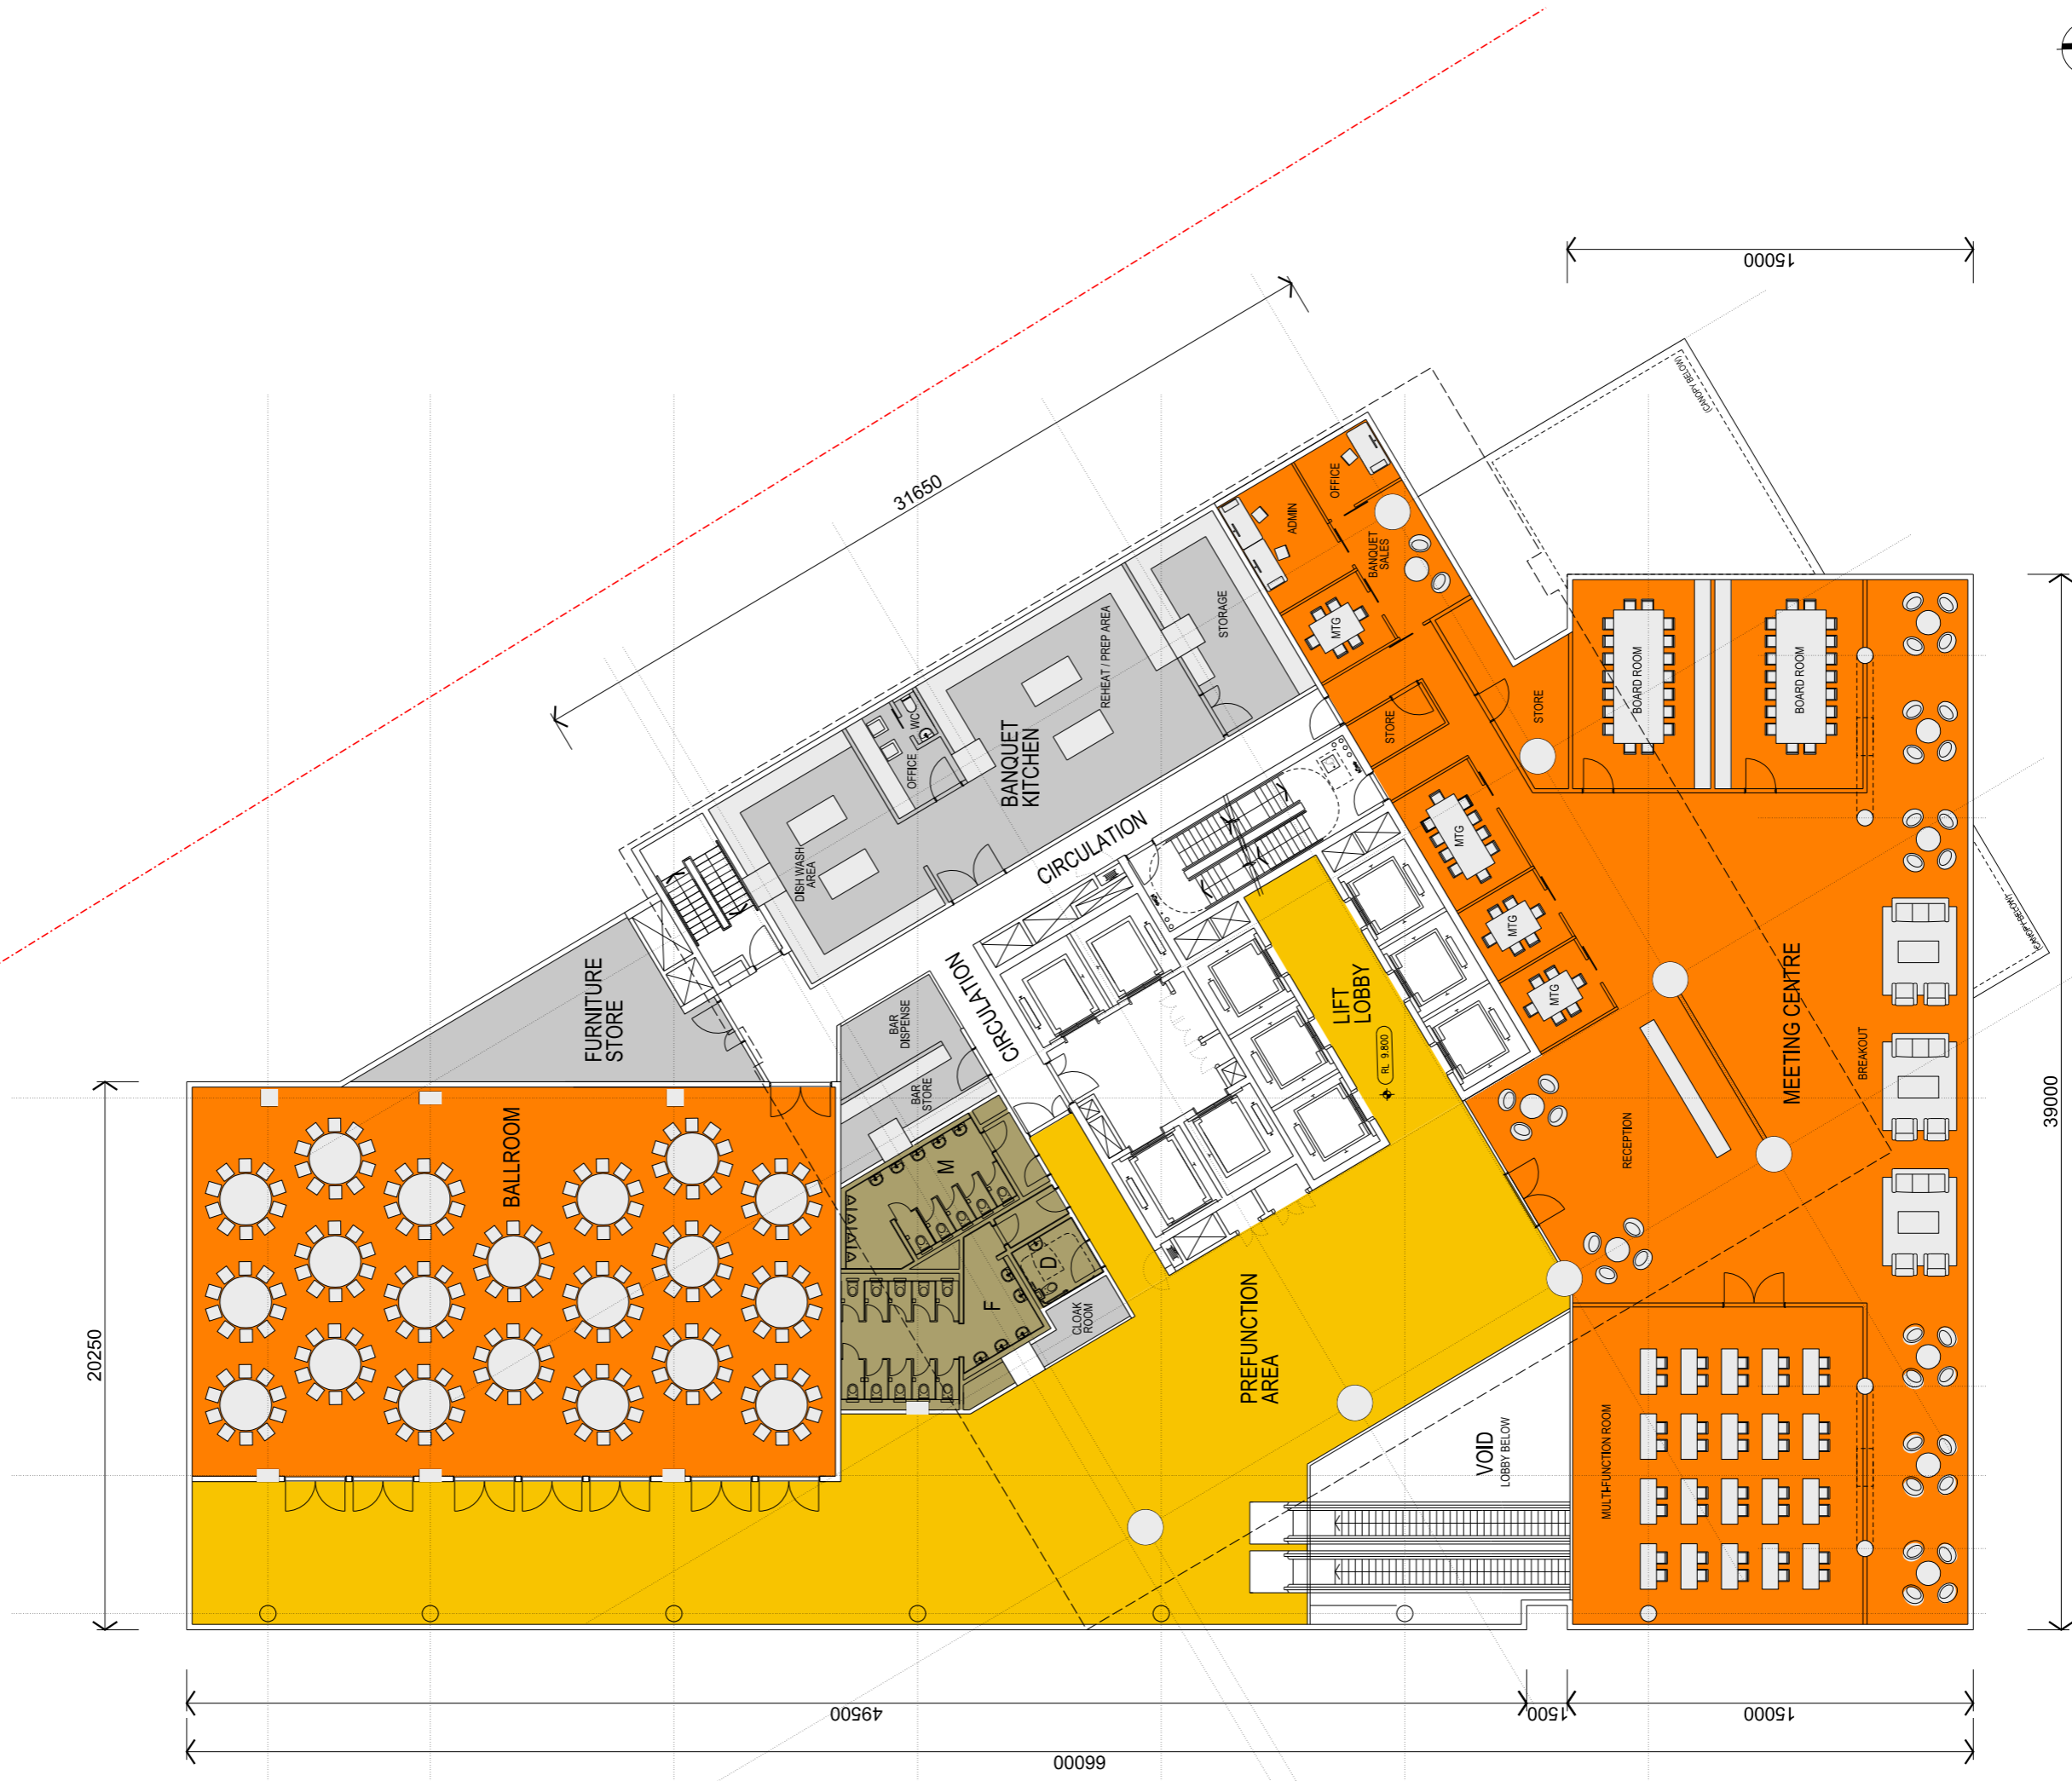 15000
(CANOPY BELOW)
31650
OFFICE
ADMIN
BANQUET
SALES
MTG
STORAGE
REHEAT / PREP AREA
WC
OFFICE
BANQUET
KITCHEN
DISH WASH
AREA
CIRCULATION
STORE
STORE
BOARD ROOM
BOARD ROOM
MTG
MTG
MTG
(CANOPY BELOW)
FURNITURE
STORE
BAR
DISPENSE
BAR
STORE
CIRCULATION
LIFT
LOBBY
RL 9.800
MEETING CENTRE
BREAKOUT
RECEPTION
39000
BALLROOM
M
F
D
CLOAK
ROOM
20250
PREFUNCTION
AREA
VOID
LOBBY BELOW
MULTI-FUNCTION ROOM
49500
1500
15000
66000